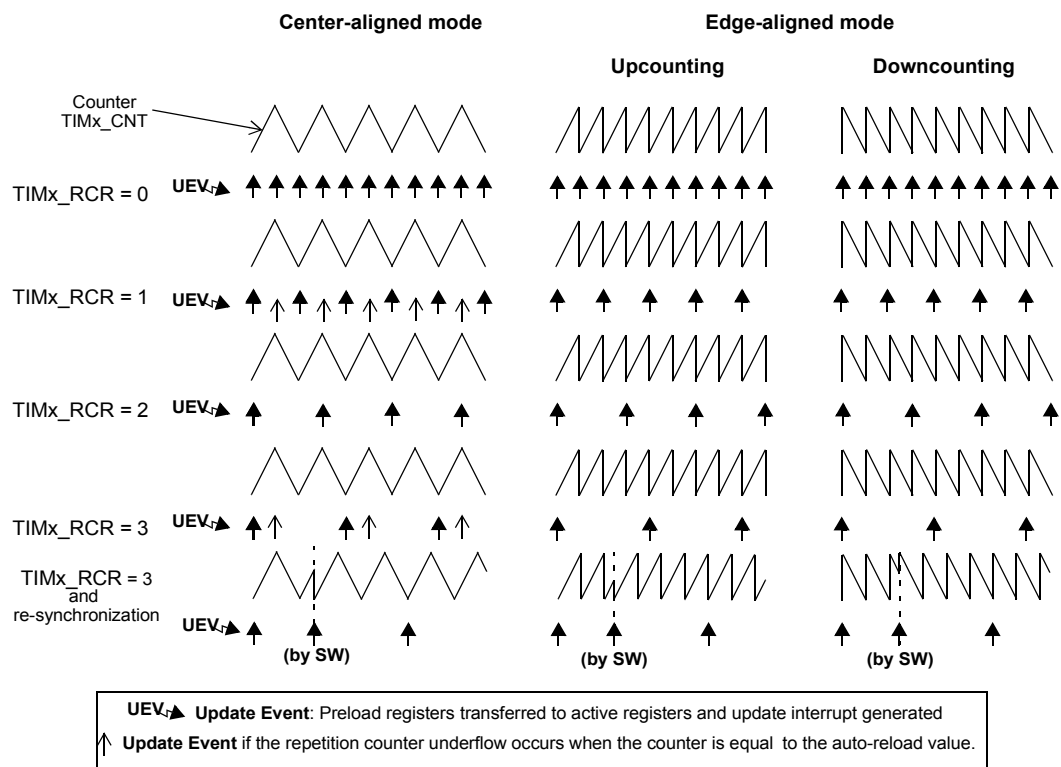 Center-aligned mode
Edge-aligned mode
Upcounting
Downcounting
Counter
TIMx_CNT
TIMx_RCR = 0
UEV
TIMx_RCR = 1
UEV
TIMx_RCR = 2
UEV
TIMx_RCR = 3
UEV
TIMx_RCR = 3
and
re-synchronization
UEV
(by SW)
(by SW)
(by SW)
UEV Update Event: Preload registers transferred to active registers and update interrupt generated
Update Event if the repetition counter underflow occurs when the counter is equal to the auto-reload value.